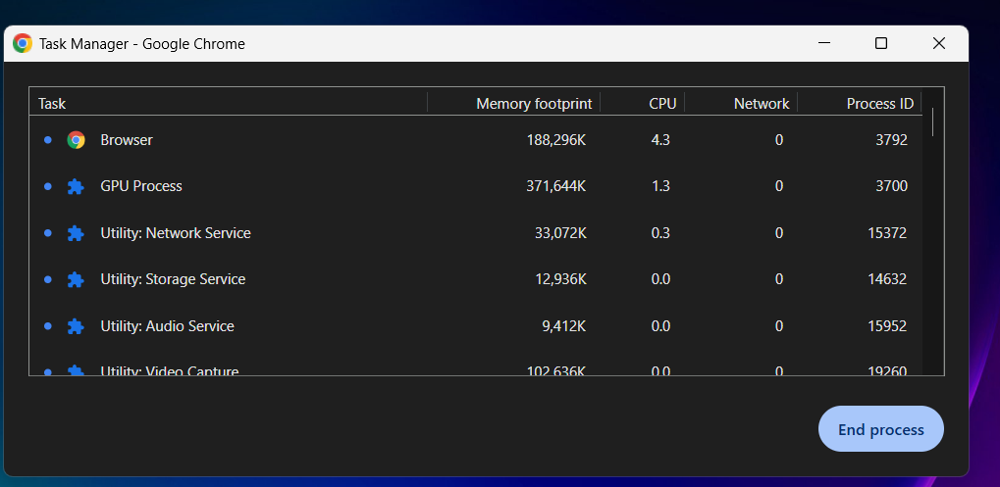 Task Manager - Google Chrome
Task Memory footprint CPU Network Process ID
Browser 188,296K 4.3 0 3792
GPU Process 371,644K 1.3 0 3700
Utility: Network Service 33,072K 0.3 0 15372
Utility: Storage Service 12,936K 0.0 0 14632
Utility: Audio Service 9,412K 0.0 0 15952
Utility: Video Capture 102,636K 0.0 0 19260
End process